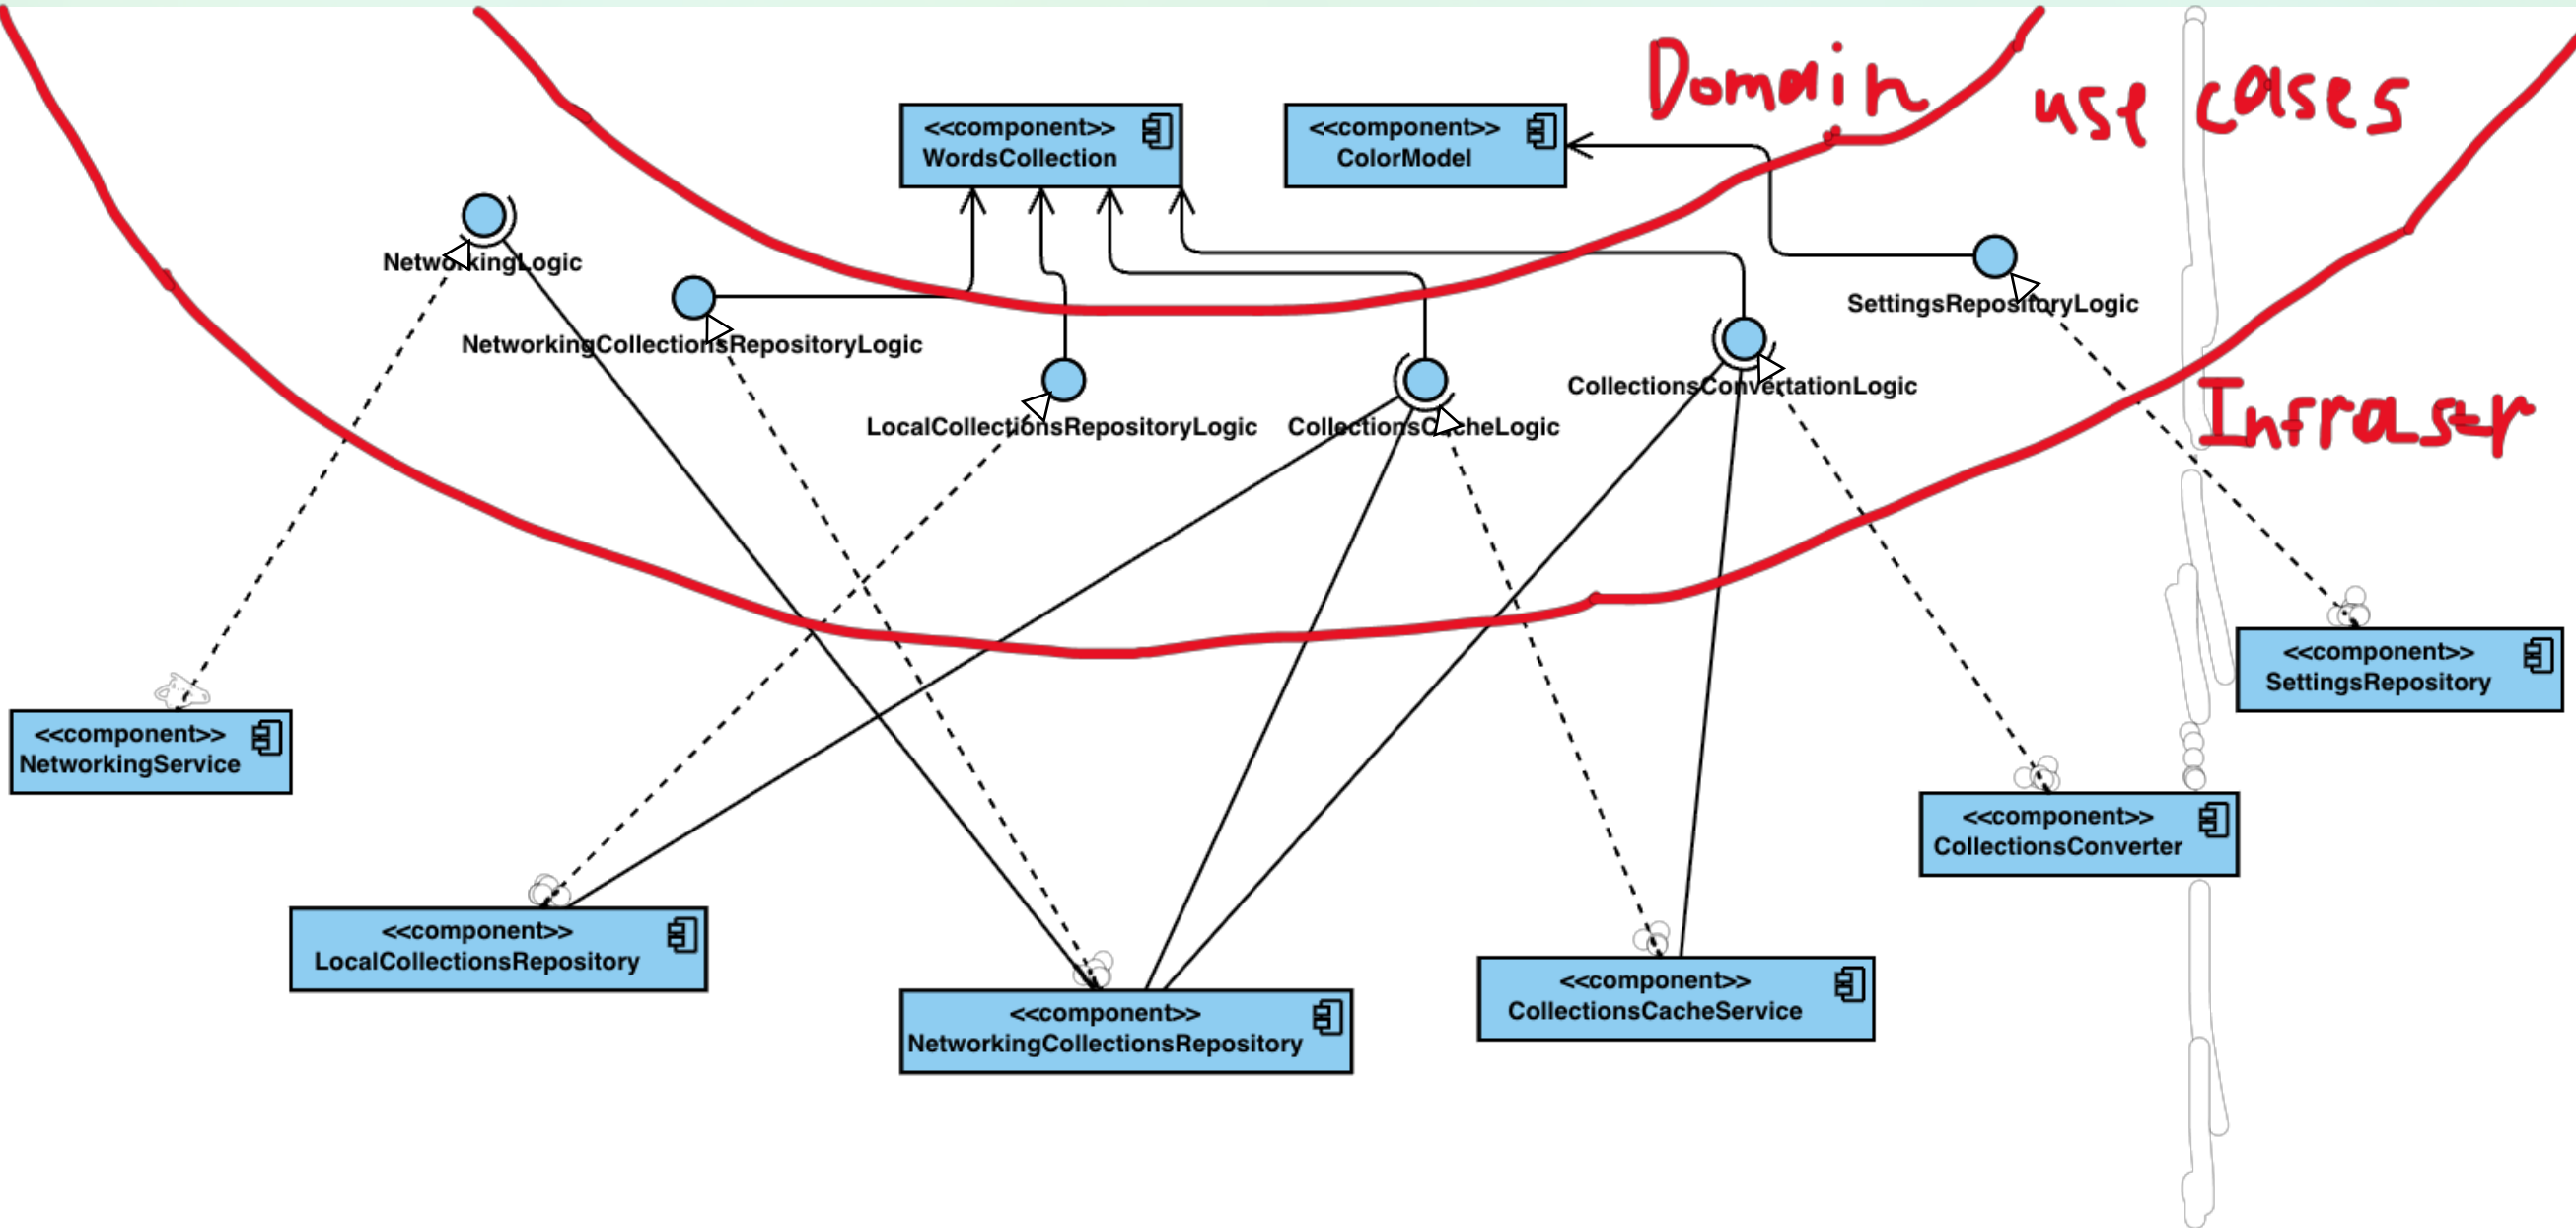 Domain
use cases
<<component>>
WordsCollection
<<component>>
ColorModel
NetworkingLogic
SettingsRepositoryLogic
NetworkingCollectionsRepositoryLogic
CollectionsConvertationLogic
LocalCollectionsRepositoryLogic
CollectionsCacheLogic
Infrastr
<<component>>
SettingsRepository
<<component>>
NetworkingService
<<component>>
CollectionsConverter
<<component>>
LocalCollectionsRepository
<<component>>
CollectionsCacheService
<<component>>
NetworkingCollectionsRepository